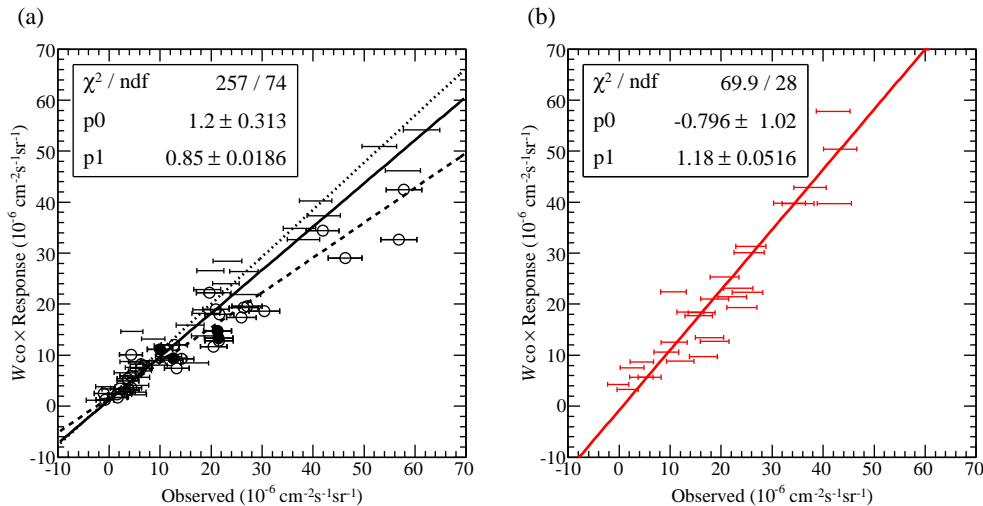 (a)
70
60
50
40
30
20
10
0
-10
-10 0 10 20 30 40 50 60 70
W co × Response (10⁻⁶ cm⁻²s⁻¹sr⁻¹)
Observed (10⁻⁶ cm⁻²s⁻¹sr⁻¹)
χ² / ndf 257 / 74
p0 1.2 ± 0.313
p1 0.85 ± 0.0186
(b)
70
60
50
40
30
20
10
0
-10
-10 0 10 20 30 40 50 60 70
W co × Response (10⁻⁶ cm⁻²s⁻¹sr⁻¹)
Observed (10⁻⁶ cm⁻²s⁻¹sr⁻¹)
χ² / ndf 69.9 / 28
p0 -0.796 ± 1.02
p1 1.18 ± 0.0516